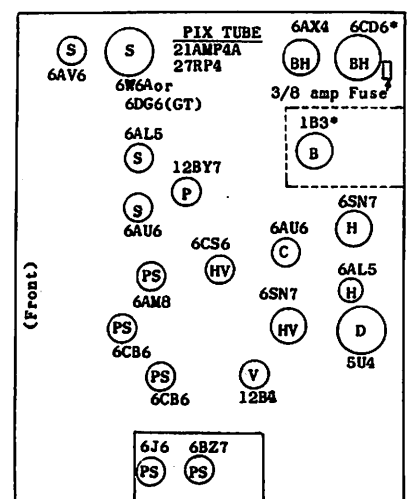 PIX TUBE
21AMP4A
27RP4
6AX4 6CD6*
S
S
BH
BH
6AV6
6W6A or
6DG6(GT)
3/8 amp Fuse
6AL5
S
1B3*
B
12BY7
P
S
6AU6
6SN7
H
6AU6
C
6CS6
HV
PS
6AM8
6AL5
H
(Front)
6SN7
HV
D
5U4
PS
6CB6
PS
6CB6
V
12B4
6J6 6BZ7
PS
PS